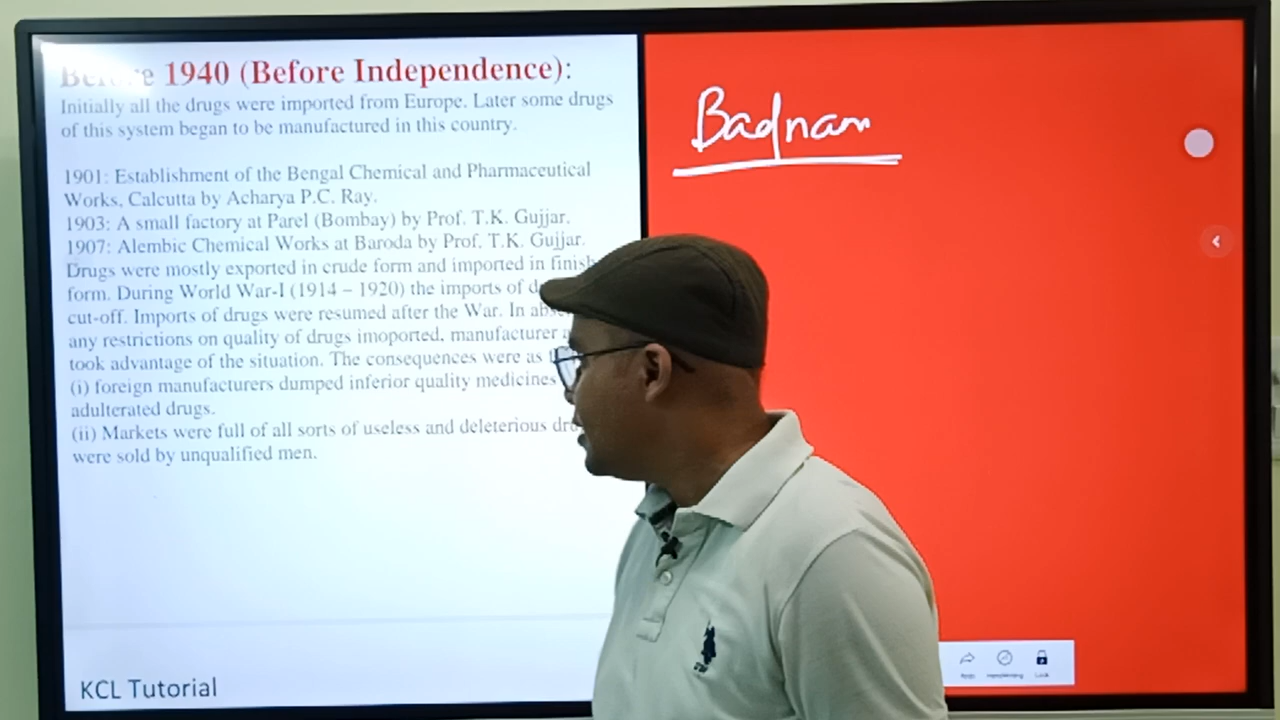 Before 1940 (Before Independence):
Initially all the drugs were imported from Europe. Later some drugs
of this system began to be manufactured in this country.
1901: Establishment of the Bengal Chemical and Pharmaceutical
Works, Calcutta by Acharya P.C. Ray.
1903: A small factory at Parel (Bombay) by Prof. T.K. Gujjar.
1907: Alembic Chemical Works at Baroda by Prof. T.K. Gujjar.
Drugs were mostly exported in crude form and imported in finish
form. During World War-I (1914 – 1920) the imports of
cut-off. Imports of drugs were resumed after the War. In
any restrictions on quality of drugs imoported, manufacturer
took advantage of the situation. The consequences were as
(i) foreign manufacturers dumped inferior quality medicines
adulterated drugs.
(ii) Markets were full of all sorts of useless and deleterious
were sold by unqualified men.
KCL Tutorial
Badnam
Lock